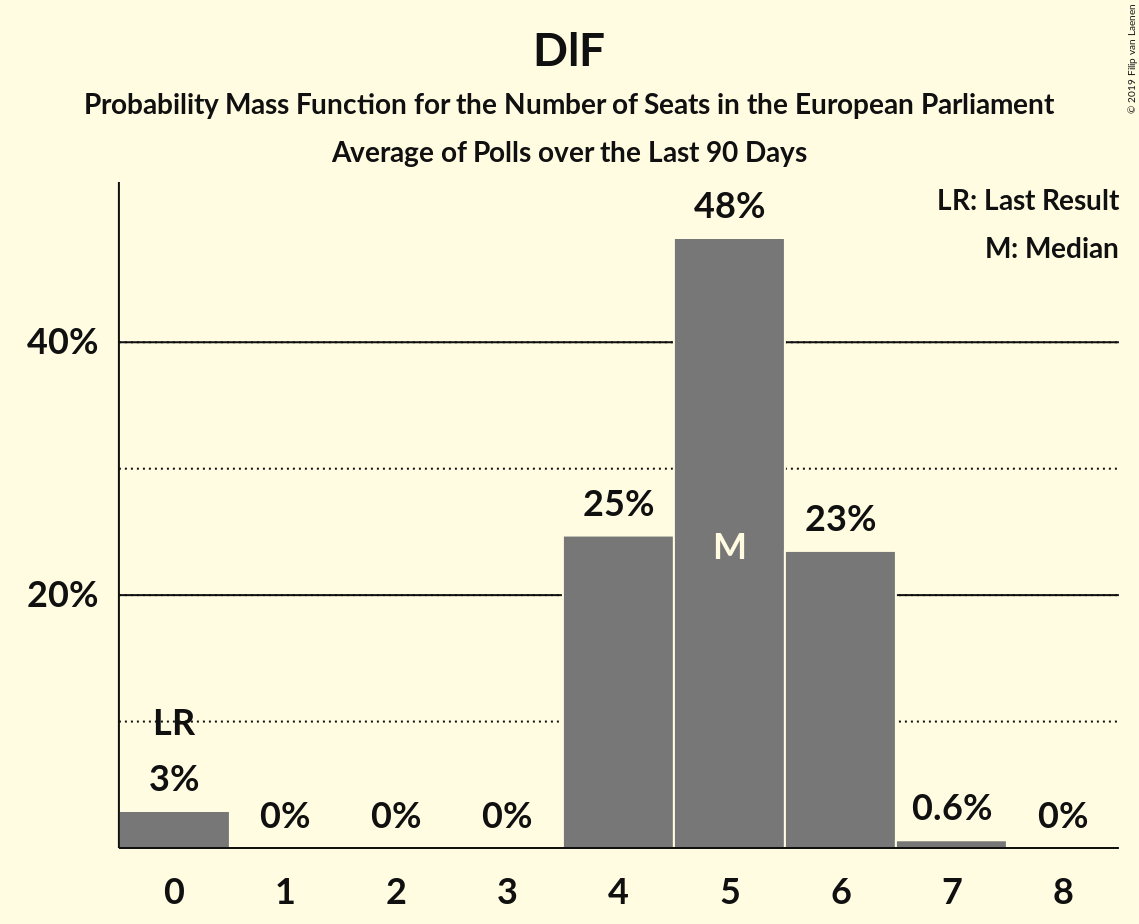 DlF
Probability Mass Function for the Number of Seats in the European Parliament
Average of Polls over the Last 90 Days
© 2019 Filip van Laenen
LR: Last Result
M: Median
48%
40%
25%
23%
M
20%
LR
3%
0%
0%
0%
0.6%
0%
0 1 2 3 4 5 6 7 8